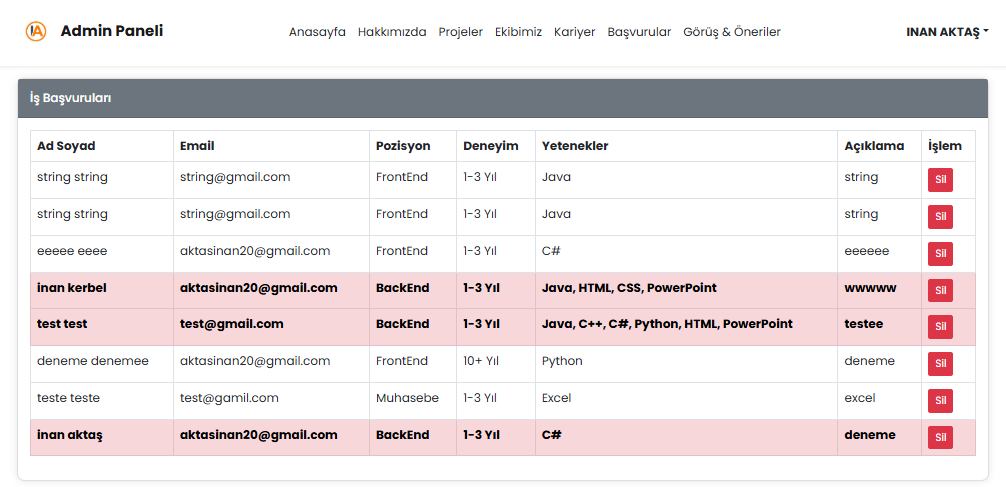 IA Admin Paneli Anasayfa Hakkımızda Projeler Ekibimiz Kariyer Başvurular Görüş & Öneriler INAN AKTAŞ
İş Başvuruları
Ad Soyad Email Pozisyon Deneyim Yetenekler Açıklama İşlem
string string string@gmail.com FrontEnd 1-3 Yıl Java string Sil
string string string@gmail.com FrontEnd 1-3 Yıl Java string Sil
eeeee eeee aktasinan20@gmail.com FrontEnd 1-3 Yıl C# eeeeee Sil
inan kerbel aktasinan20@gmail.com BackEnd 1-3 Yıl Java, HTML, CSS, PowerPoint wwwww Sil
test test test@gmail.com BackEnd 1-3 Yıl Java, C++, C#, Python, HTML, PowerPoint testee Sil
deneme denemee aktasinan20@gmail.com FrontEnd 10+ Yıl Python deneme Sil
teste teste test@gamil.com Muhasebe 1-3 Yıl Excel excel Sil
inan aktaş aktasinan20@gmail.com BackEnd 1-3 Yıl C# deneme Sil